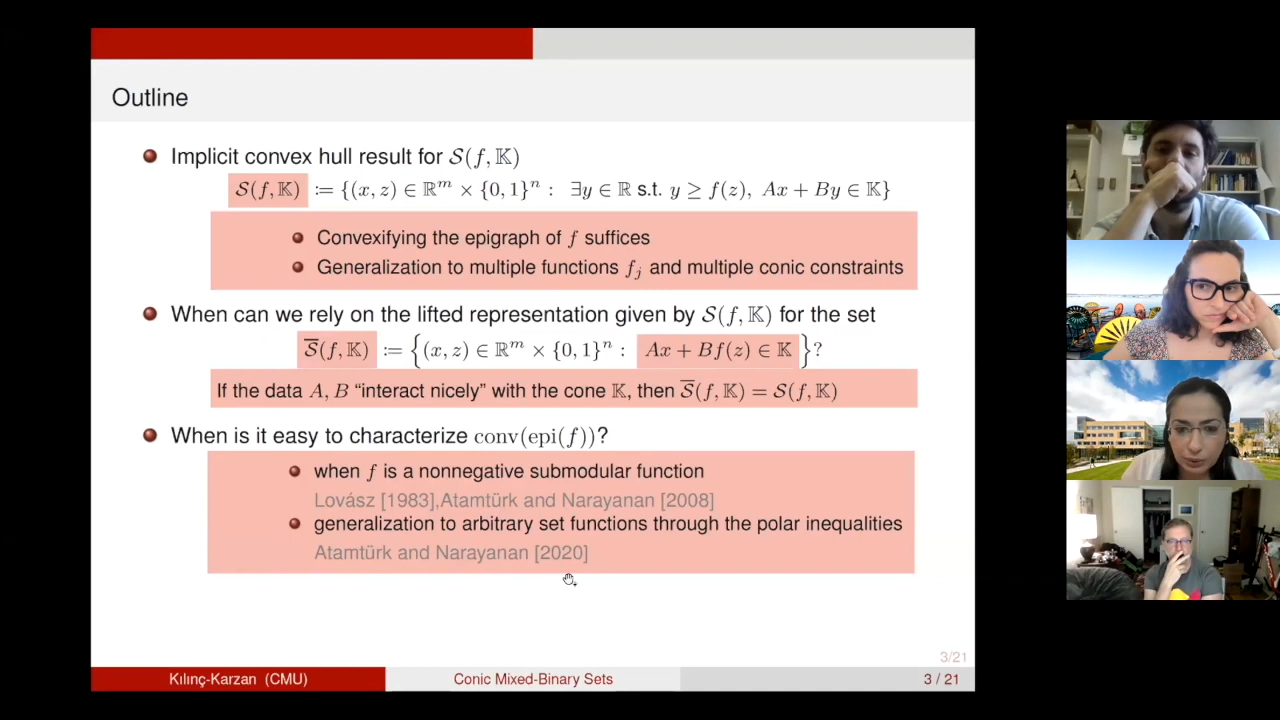 Outline
Implicit convex hull result for 𝒮(f, 𝕂)
𝒮(f, 𝕂) := {(x, z) ∈ ℝᵐ × {0, 1}ⁿ : ∃y ∈ ℝ s.t. y ≥ f(z), Ax + By ∈ 𝕂}
Convexifying the epigraph of f suffices
Generalization to multiple functions fⱼ and multiple conic constraints
When can we rely on the lifted representation given by 𝒮(f, 𝕂) for the set
𝒮̅(f, 𝕂) := {(x, z) ∈ ℝᵐ × {0, 1}ⁿ : Ax + Bf(z) ∈ 𝕂}?
If the data A, B “interact nicely” with the cone 𝕂, then 𝒮̅(f, 𝕂) = 𝒮(f, 𝕂)
When is it easy to characterize conv(epi(f))?
when f is a nonnegative submodular function
Lovász [1983],Atamtürk and Narayanan [2008]
generalization to arbitrary set functions through the polar inequalities
Atamtürk and Narayanan [2020]
3/21
Kılınç-Karzan (CMU)
Conic Mixed-Binary Sets
3 / 21